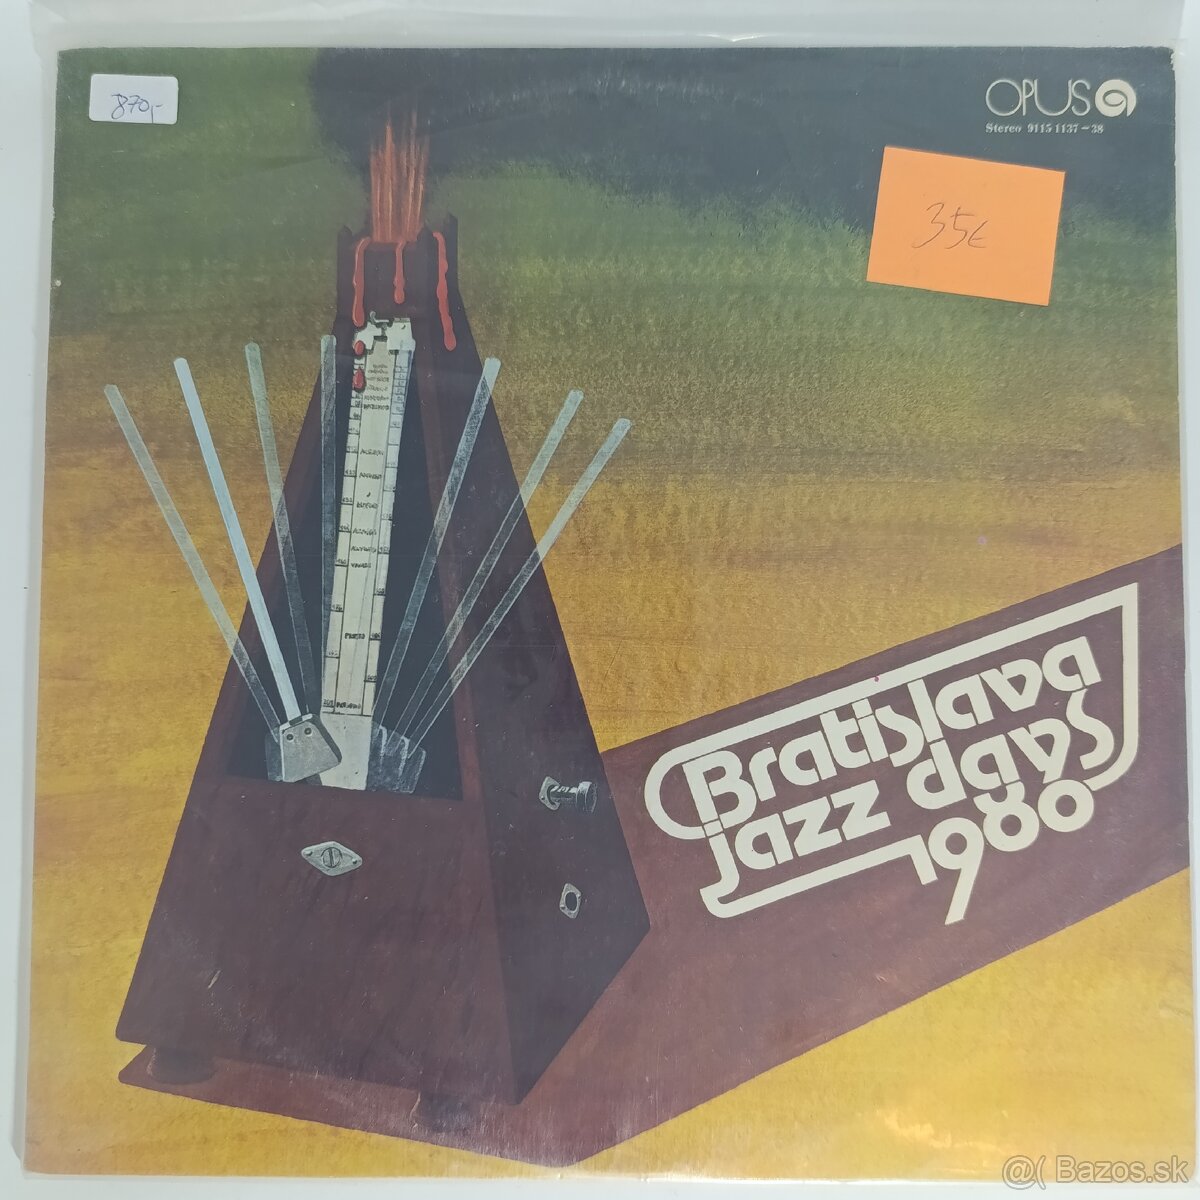 870,-
OPUS
Stereo 9115 1137-38
35€
Bratislava
jazz days
1980
@( Bazos.sk